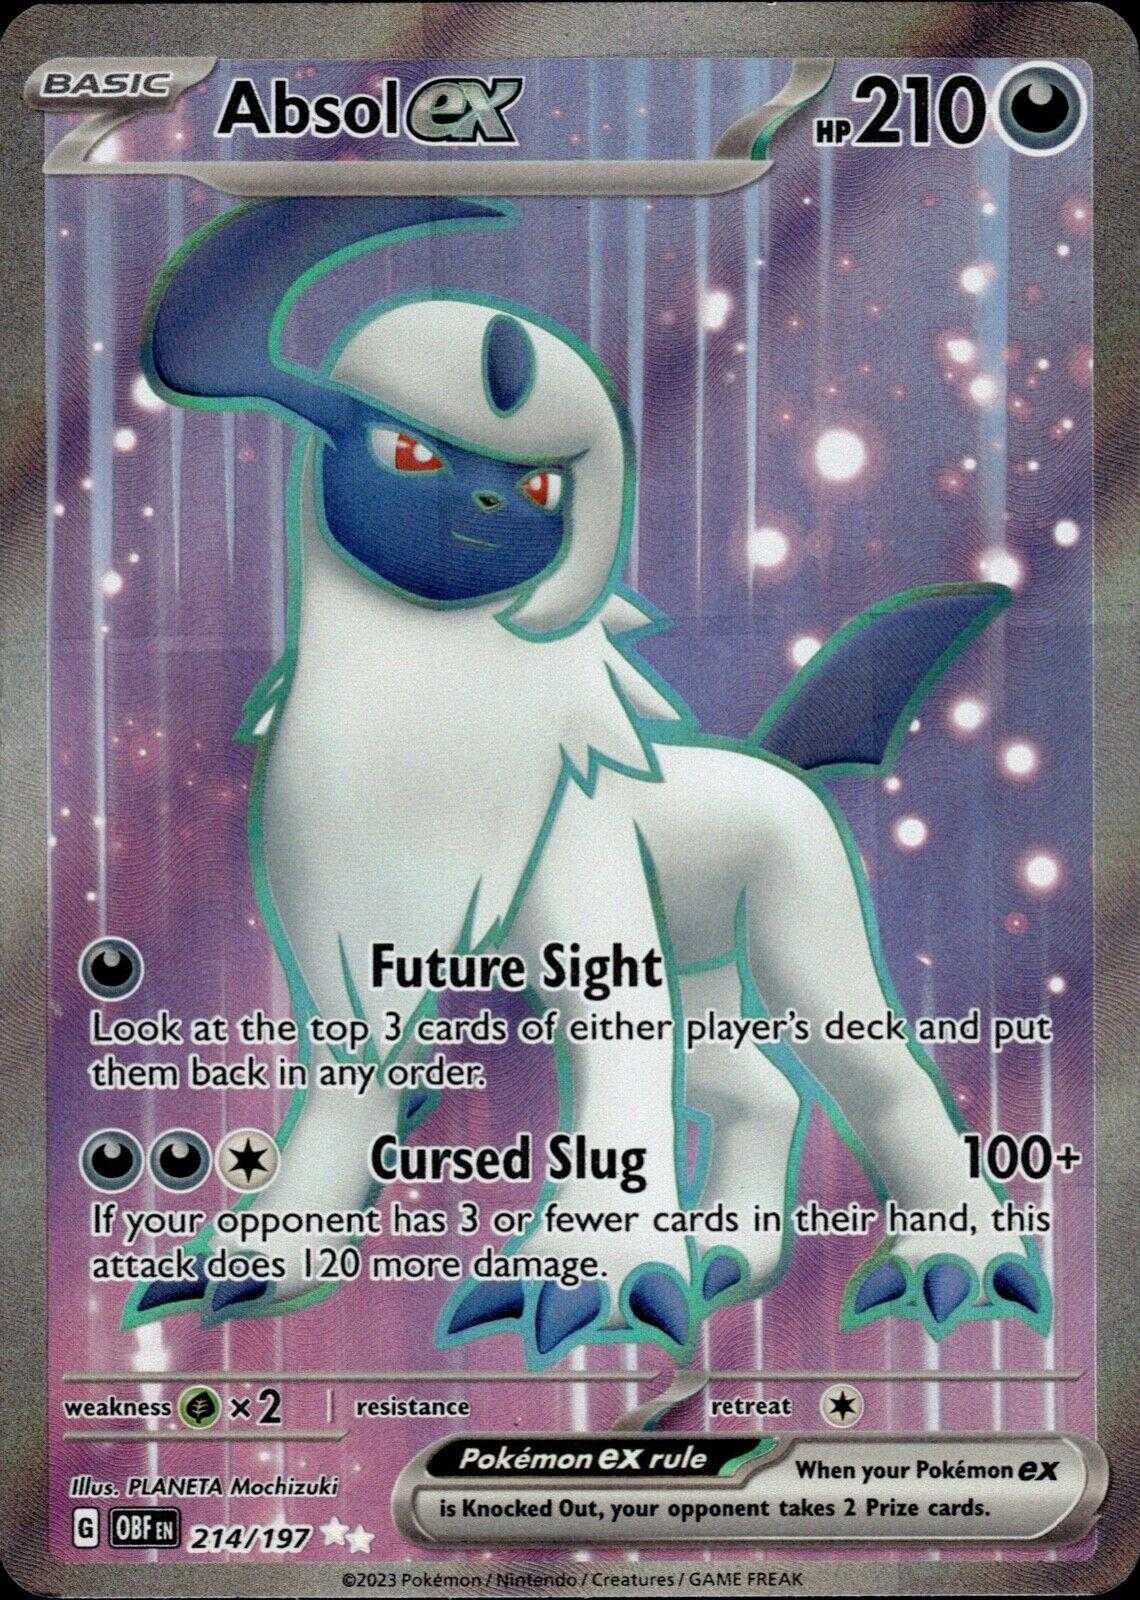 BASIC
Absol ex HP 210
Future Sight
Look at the top 3 cards of either player's deck and put
them back in any order.
Cursed Slug 100+
If your opponent has 3 or fewer cards in their hand, this
attack does 120 more damage.
weakness ×2 resistance retreat
Pokémon ex rule When your Pokémon ex
is Knocked Out, your opponent takes 2 Prize cards.
Illus. PLANETA Mochizuki
G OBF EN 214/197
©2023 Pokémon / Nintendo / Creatures / GAME FREAK